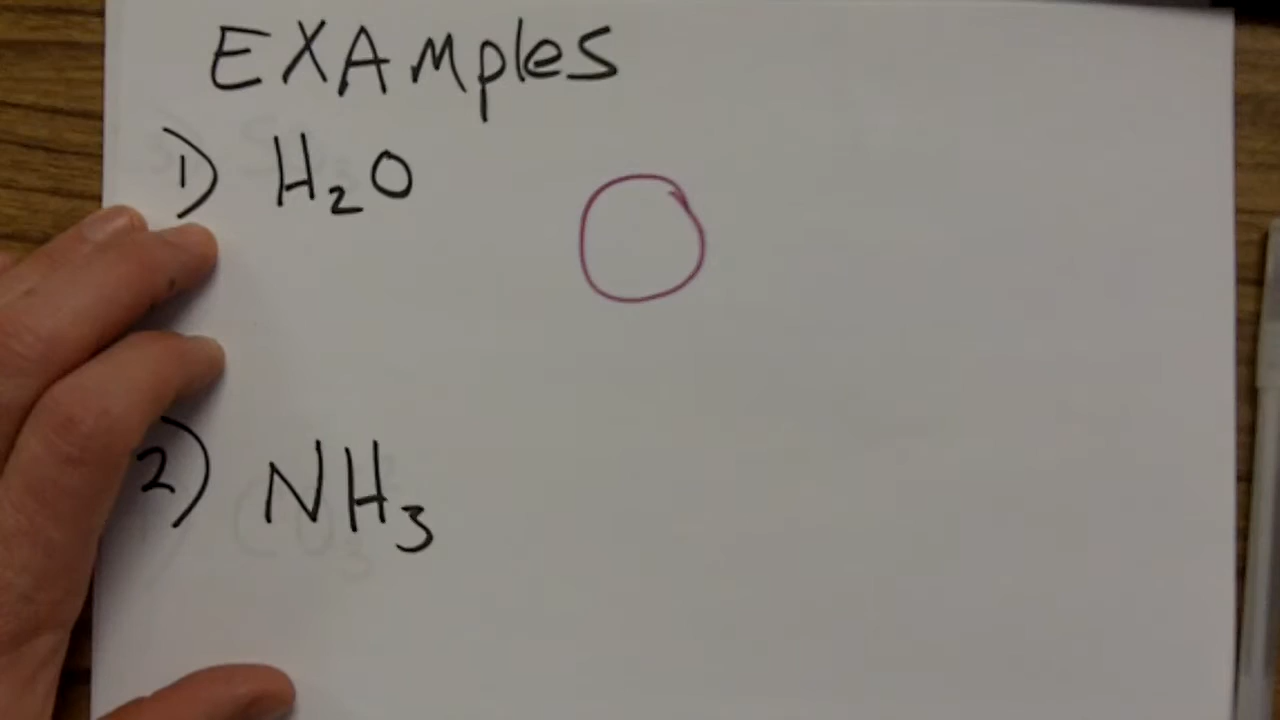 EXAmples
1) H₂O
2) NH₃